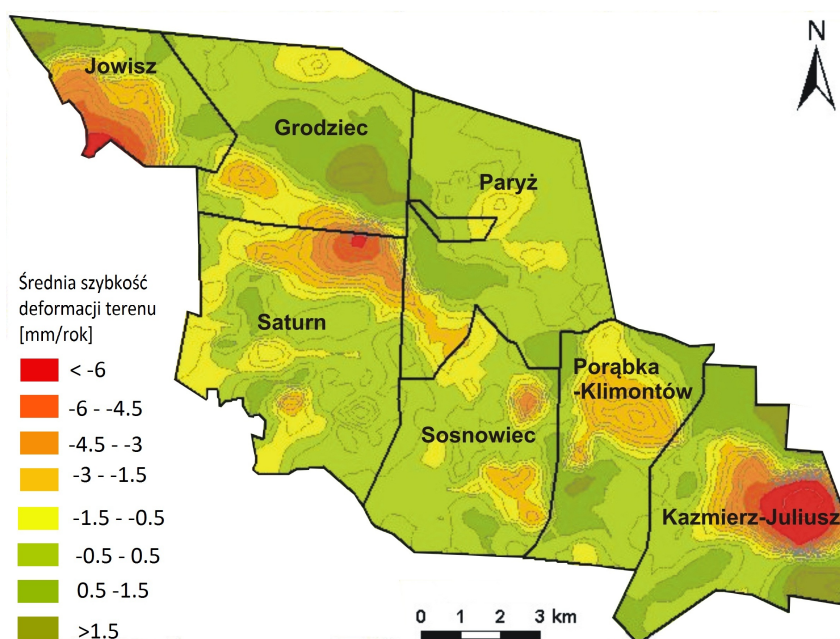 N
Jowisz
Grodziec
Paryż
Saturn
Porąbka
-Klimontów
Sosnowiec
Kazmierz-Juliusz
Średnia szybkość
deformacji terenu
[mm/rok]
< -6
-6 - -4.5
-4.5 - -3
-3 - -1.5
-1.5 - -0.5
-0.5 - 0.5
0.5 -1.5
>1.5
0 1 2 3 km